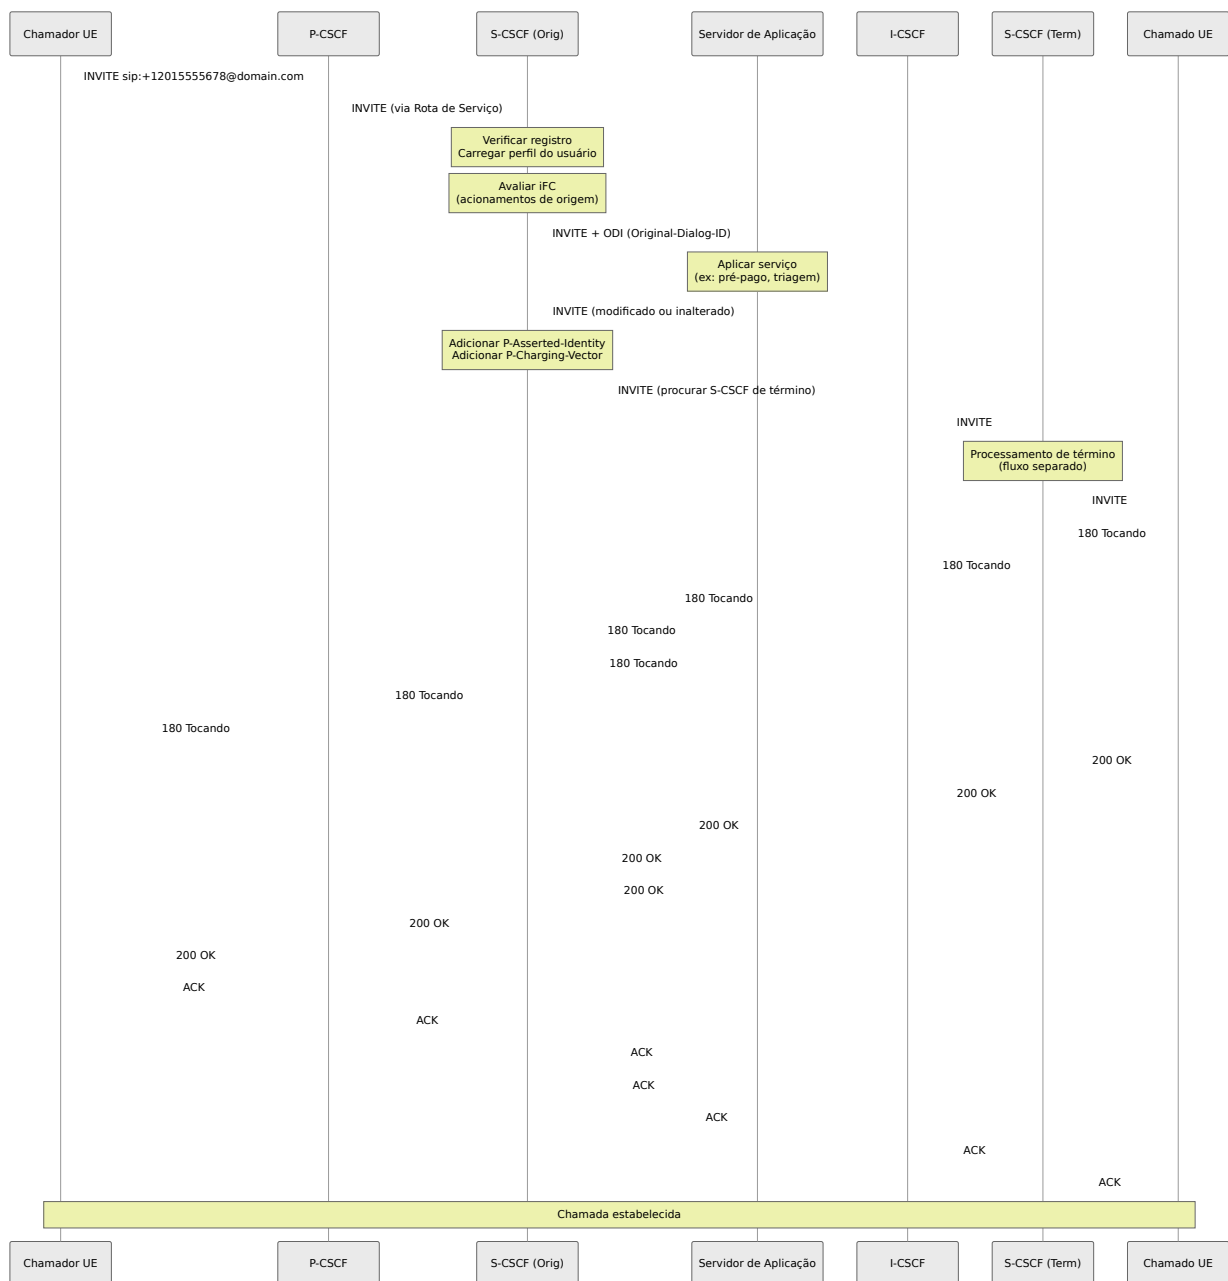 Chamador UE
P-CSCF
S-CSCF (Orig)
Servidor de Aplicação
I-CSCF
S-CSCF (Term)
Chamado UE
INVITE sip:+12015555678@domain.com
INVITE (via Rota de Serviço)
Verificar registro
Carregar perfil do usuário
Avaliar iFC
(acionamentos de origem)
INVITE + ODI (Original-Dialog-ID)
Aplicar serviço
(ex: pré-pago, triagem)
INVITE (modificado ou inalterado)
Adicionar P-Asserted-Identity
Adicionar P-Charging-Vector
INVITE (procurar S-CSCF de término)
INVITE
Processamento de término
(fluxo separado)
INVITE
180 Tocando
180 Tocando
180 Tocando
180 Tocando
180 Tocando
180 Tocando
180 Tocando
200 OK
200 OK
200 OK
200 OK
200 OK
200 OK
200 OK
ACK
ACK
ACK
ACK
ACK
ACK
ACK
Chamada estabelecida
Chamador UE
P-CSCF
S-CSCF (Orig)
Servidor de Aplicação
I-CSCF
S-CSCF (Term)
Chamado UE